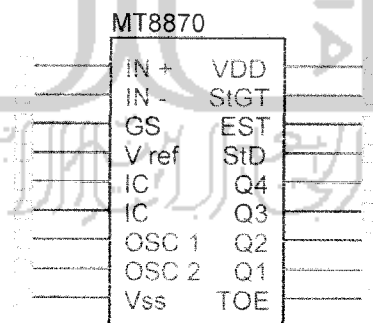 MT8870
IN + VDD
IN - StGT
GS EST
V ref StD
IC Q4
IC Q3
OSC 1 Q2
OSC 2 Q1
Vss TOE